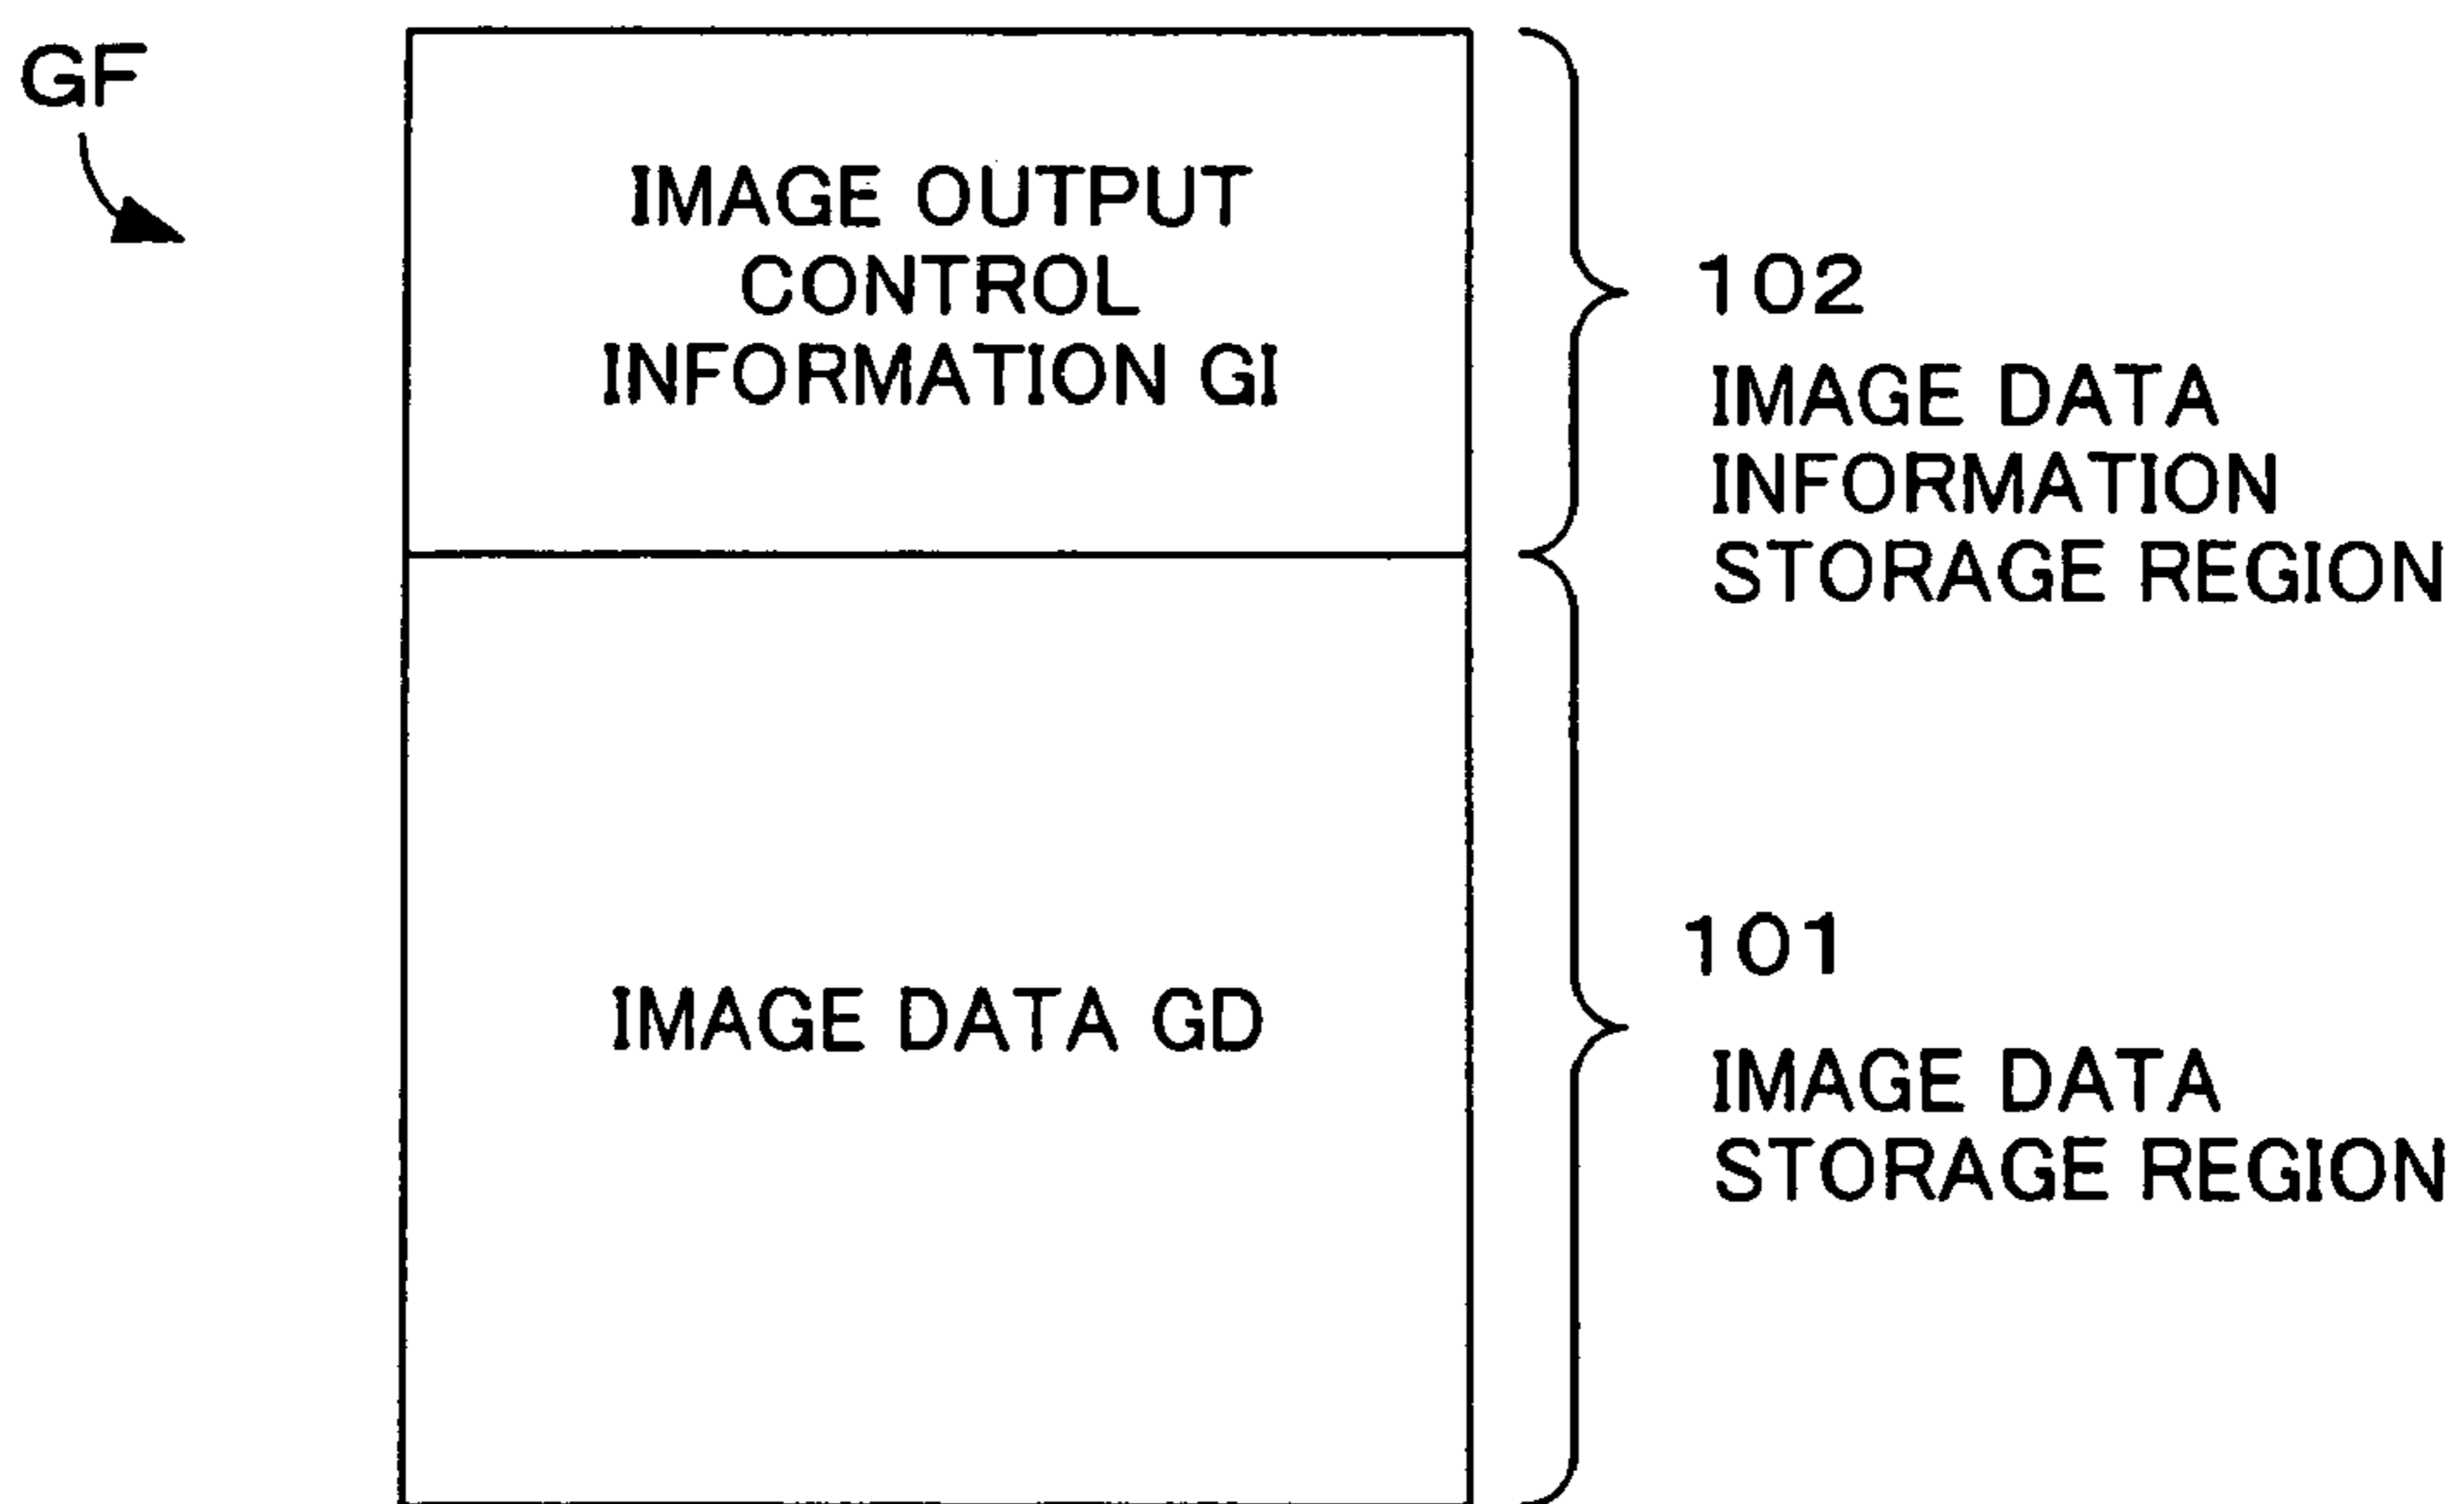 GF
IMAGE OUTPUT
CONTROL
INFORMATION GI
102
IMAGE DATA
INFORMATION
STORAGE REGION
IMAGE DATA GD
101
IMAGE DATA
STORAGE REGION